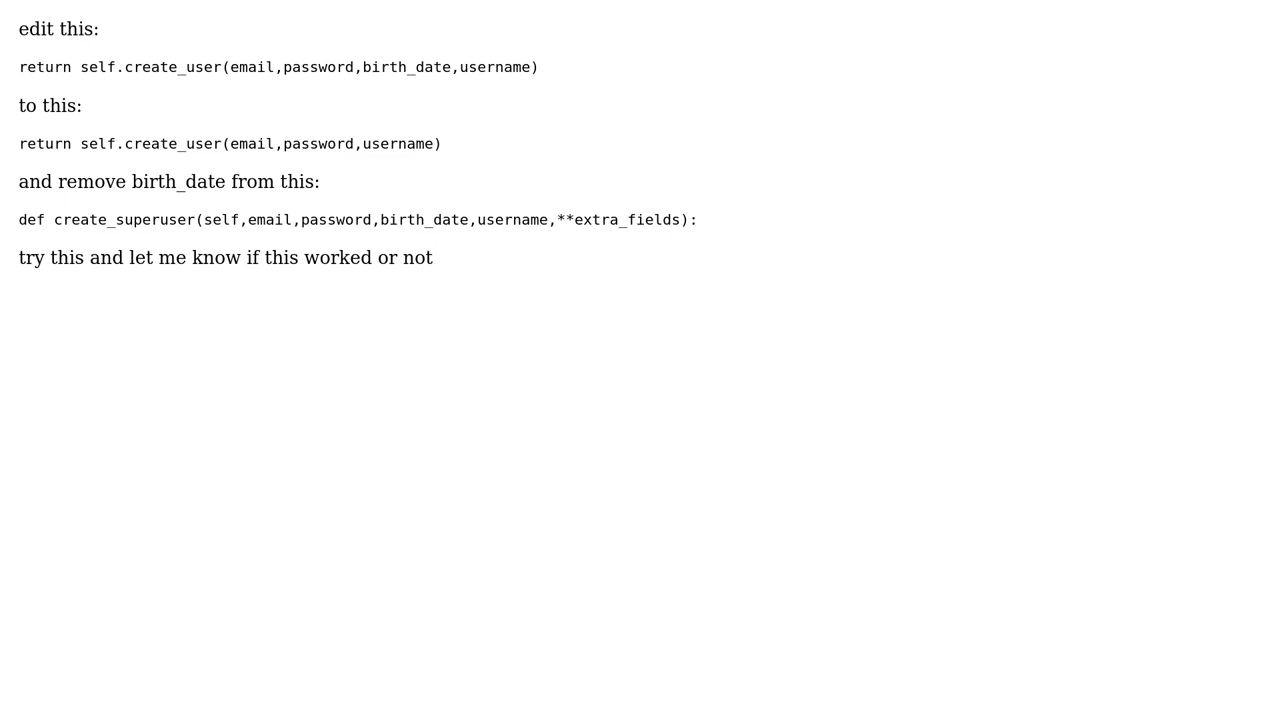 edit this:
return self.create_user(email,password,birth_date,username)
to this:
return self.create_user(email,password,username)
and remove birth_date from this:
def create_superuser(self,email,password,birth_date,username,**extra_fields):
try this and let me know if this worked or not